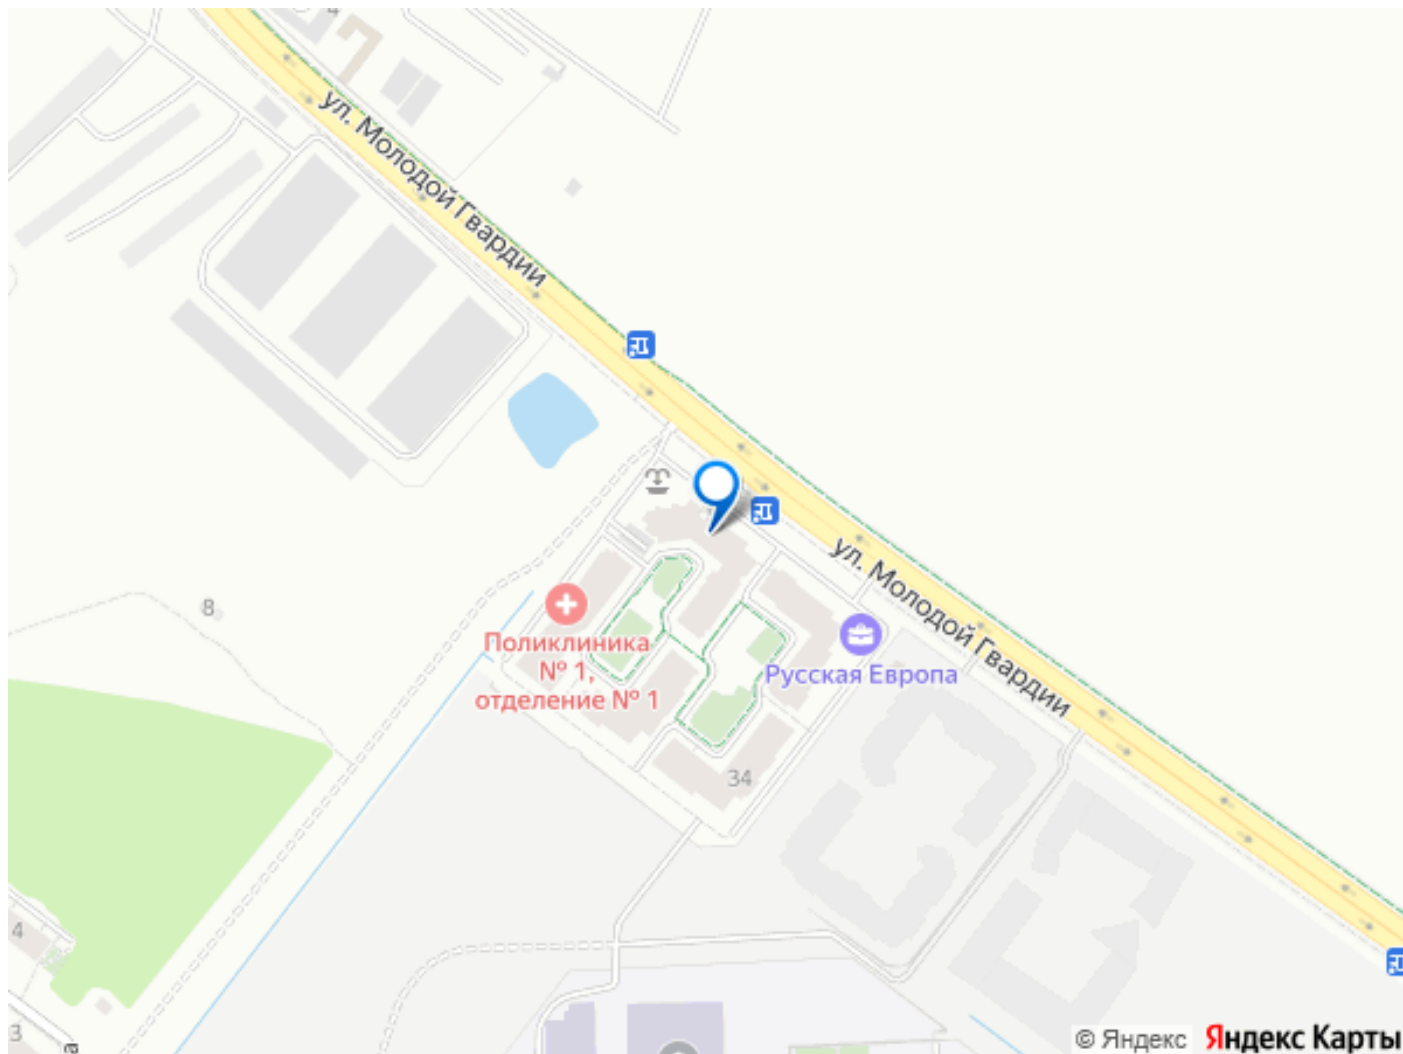 4
ул. Молодой Гвардии
8
Поликлиника
№ 1,
отделение № 1
Русская Европа
ул. Молодой Гвардии
34
4
3
а
© Яндекс
Яндекс Карты